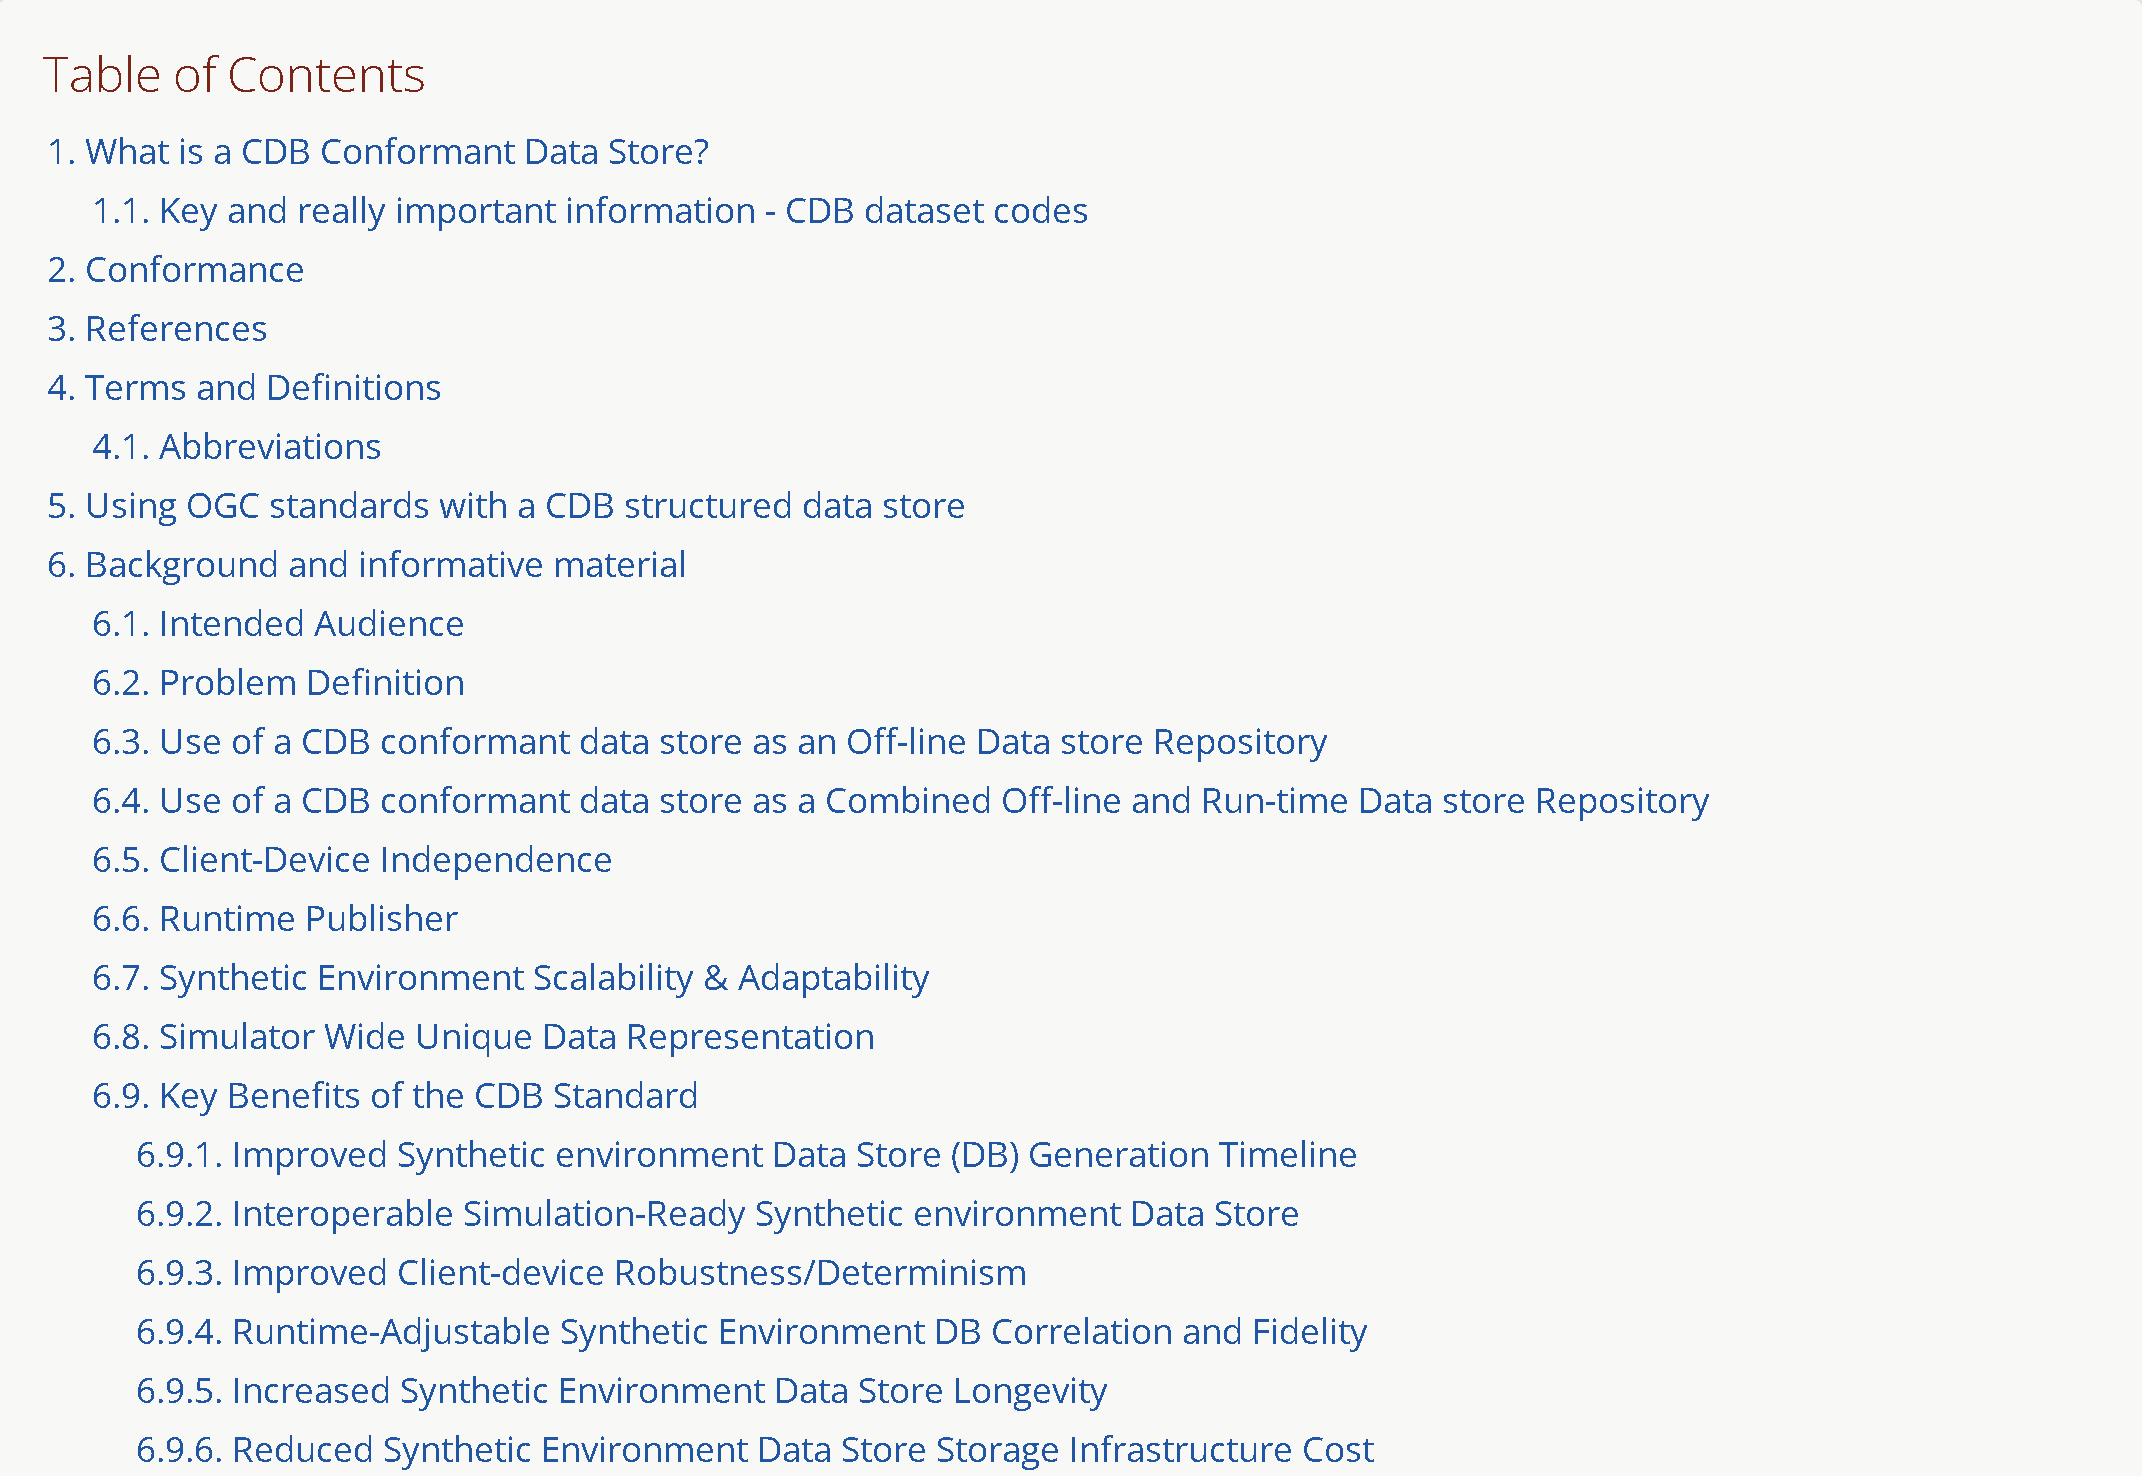 Table of Contents
1. What is a CDB Conformant Data Store?
1.1. Key and really important information - CDB dataset codes
2. Conformance
3. References
4. Terms and Definitions
4.1. Abbreviations
5. Using OGC standards with a CDB structured data store
6. Background and informative material
6.1. Intended Audience
6.2. Problem Definition
6.3. Use of a CDB conformant data store as an Off-line Data store Repository
6.4. Use of a CDB conformant data store as a Combined Off-line and Run-time Data store Repository
6.5. Client-Device Independence
6.6. Runtime Publisher
6.7. Synthetic Environment Scalability & Adaptability
6.8. Simulator Wide Unique Data Representation
6.9. Key Benefits of the CDB Standard
6.9.1. Improved Synthetic environment Data Store (DB) Generation Timeline
6.9.2. Interoperable Simulation-Ready Synthetic environment Data Store
6.9.3. Improved Client-device Robustness/Determinism
6.9.4. Runtime-Adjustable Synthetic Environment DB Correlation and Fidelity
6.9.5. Increased Synthetic Environment Data Store Longevity
6.9.6. Reduced Synthetic Environment Data Store Storage Infrastructure Cost